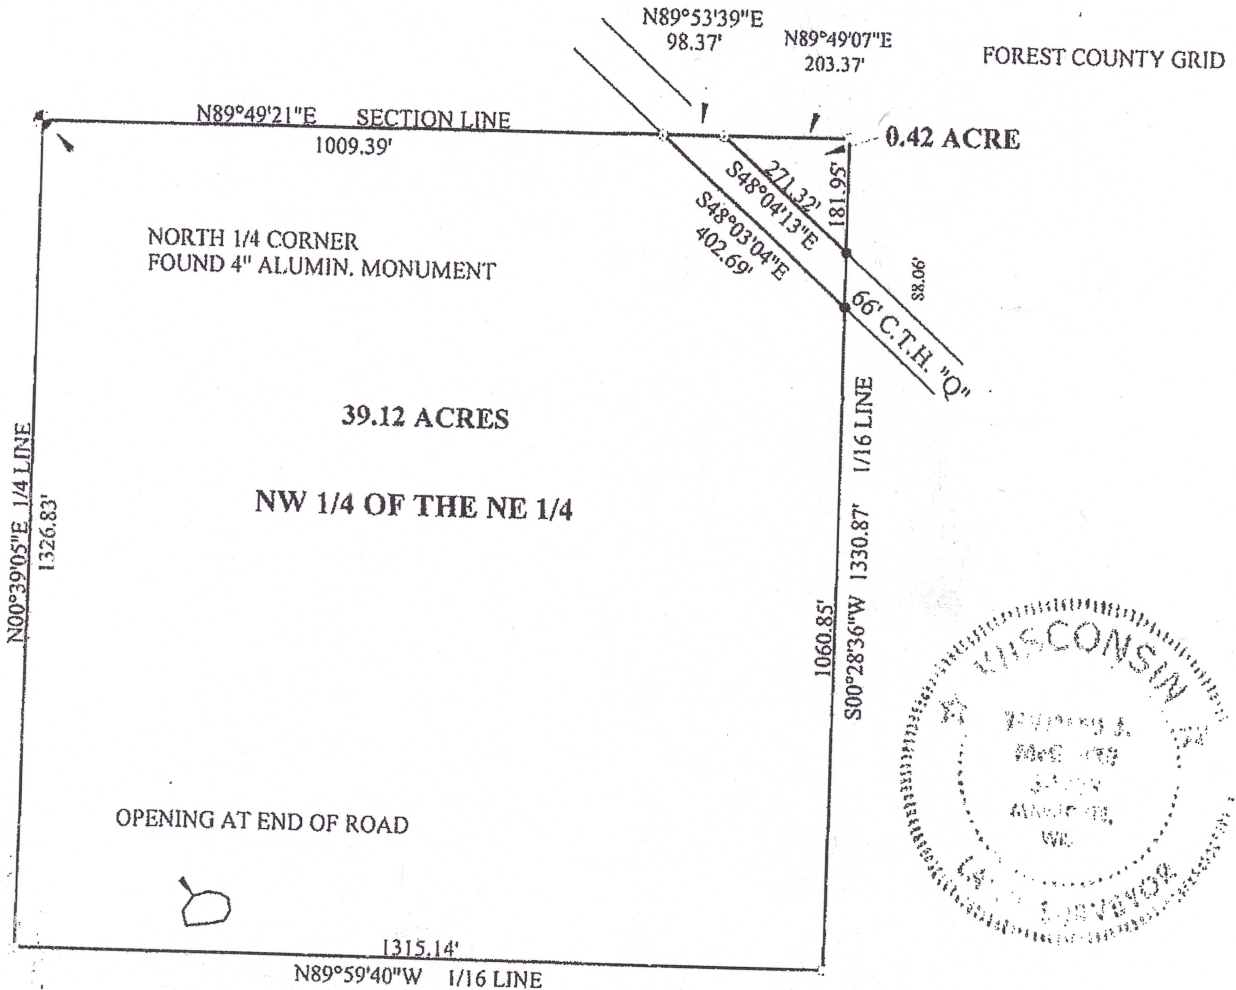 N89°53'39"E
98.37'
N89°49'07"E
203.37'
FOREST COUNTY GRID
N89°49'21"E SECTION LINE
1009.39'
0.42 ACRE
271.32'
S48°04'13"E
181.95'
S48°03'04"E
402.69'
NORTH 1/4 CORNER
FOUND 4" ALUMIN. MONUMENT
88.06'
66' C.T.H. "Q"
39.12 ACRES
NW 1/4 OF THE NE 1/4
N00°39'05"E 1/4 LINE
1326.83'
S00°28'36"W 1330.87' 1/16 LINE
1060.85'
WISCONSIN
WIS.
SURVEYOR
OPENING AT END OF ROAD
1315.14'
N89°59'40"W 1/16 LINE